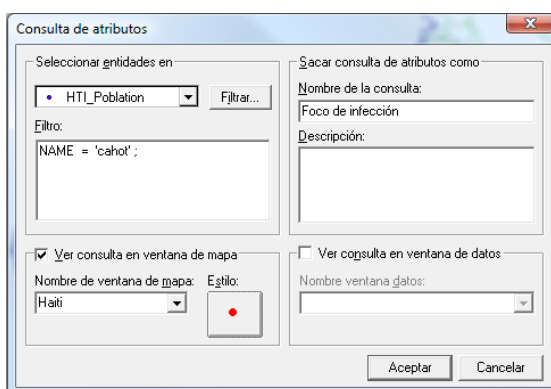 Consulta de atributos
Seleccionar entidades en
HTI_Poblation
Filtrar...
Filtro:
NAME = 'cahot' ;
Sacar consulta de atributos como
Nombre de la consulta:
Foco de infección
Descripción:
Ver consulta en ventana de mapa
Nombre de ventana de mapa:
Estilo:
Haiti
Ver consulta en ventana de datos
Nombre ventana datos:
Aceptar
Cancelar